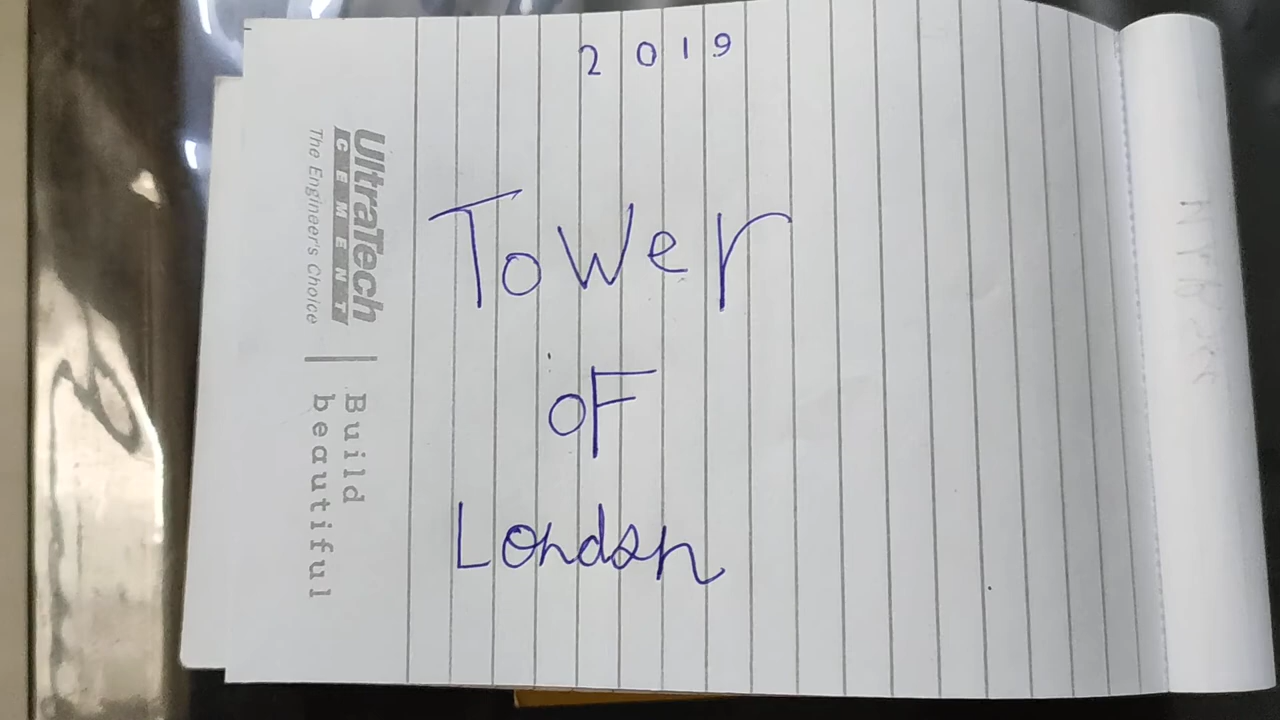 2019
Tower
oF
London
UltraTech
CEMENT
The Engineer's Choice
Build
beautiful